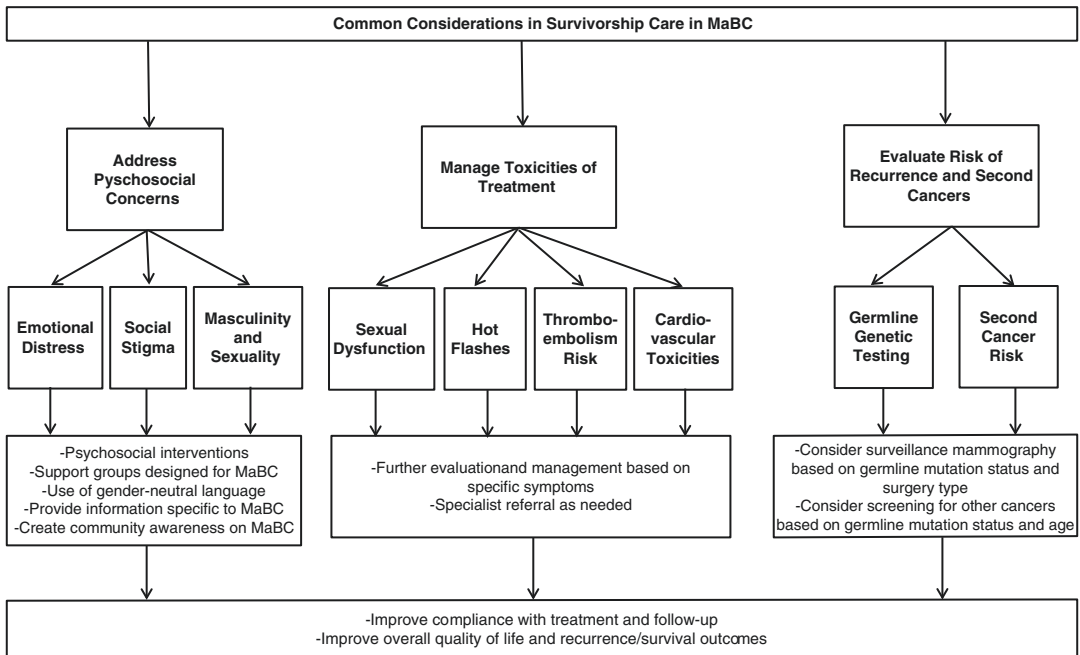 Common Considerations in Survivorship Care in MaBC
Address
Pyschosocial
Concerns
Manage Toxicities of
Treatment
Evaluate Risk of
Recurrence and Second
Cancers
Emotional
Distress
Social
Stigma
Masculinity
and
Sexuality
Sexual
Dysfunction
Hot
Flashes
Thrombo-
embolism
Risk
Cardio-
vascular
Toxicities
Germline
Genetic
Testing
Second
Cancer
Risk
-Psychosocial interventions
-Support groups designed for MaBC
-Use of gender-neutral language
-Provide information specific to MaBC
-Create community awareness on MaBC
-Further evaluationand management based on
specific symptoms
-Specialist referral as needed
-Consider surveillance mammography
based on germline mutation status and
surgery type
-Consider screening for other cancers
based on germline mutation status and age
-Improve compliance with treatment and follow-up
-Improve overall quality of life and recurrence/survival outcomes